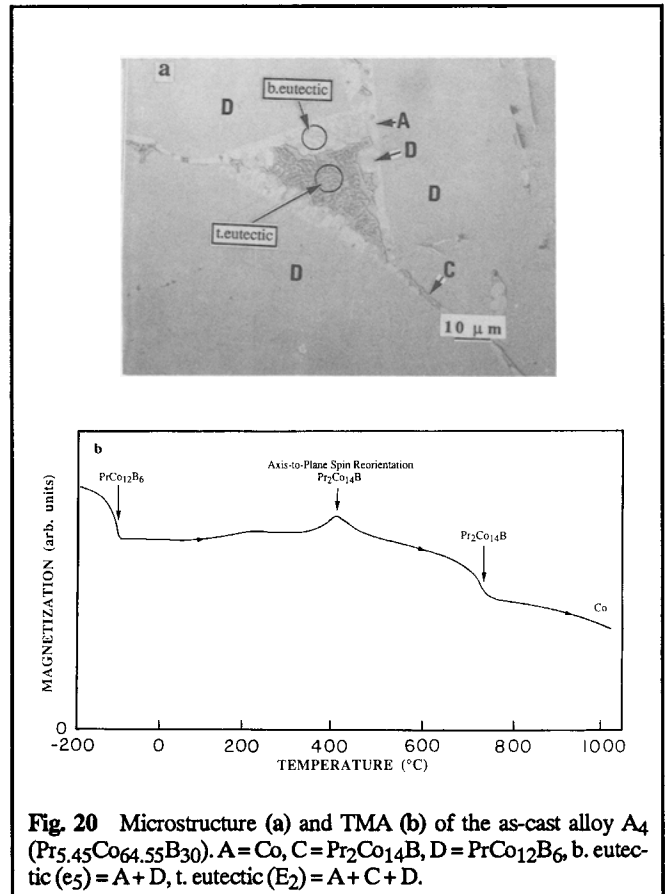 a
b.eutectic
D
A
D
D
t.eutectic
D
C
10 μm
b
PrCo12B6
Axis-to-Plane Spin Reorientation
Pr2Co14B
Pr2Co14B
Co
MAGNETIZATION (arb. units)
0
-200 0 200 400 600 800 1000
TEMPERATURE (°C)
Fig. 20 Microstructure (a) and TMA (b) of the as-cast alloy A4
(Pr5.45Co64.55B30). A = Co, C = Pr2Co14B, D = PrCo12B6, b. eutec-
tic (e5) = A + D, t. eutectic (E2) = A + C + D.